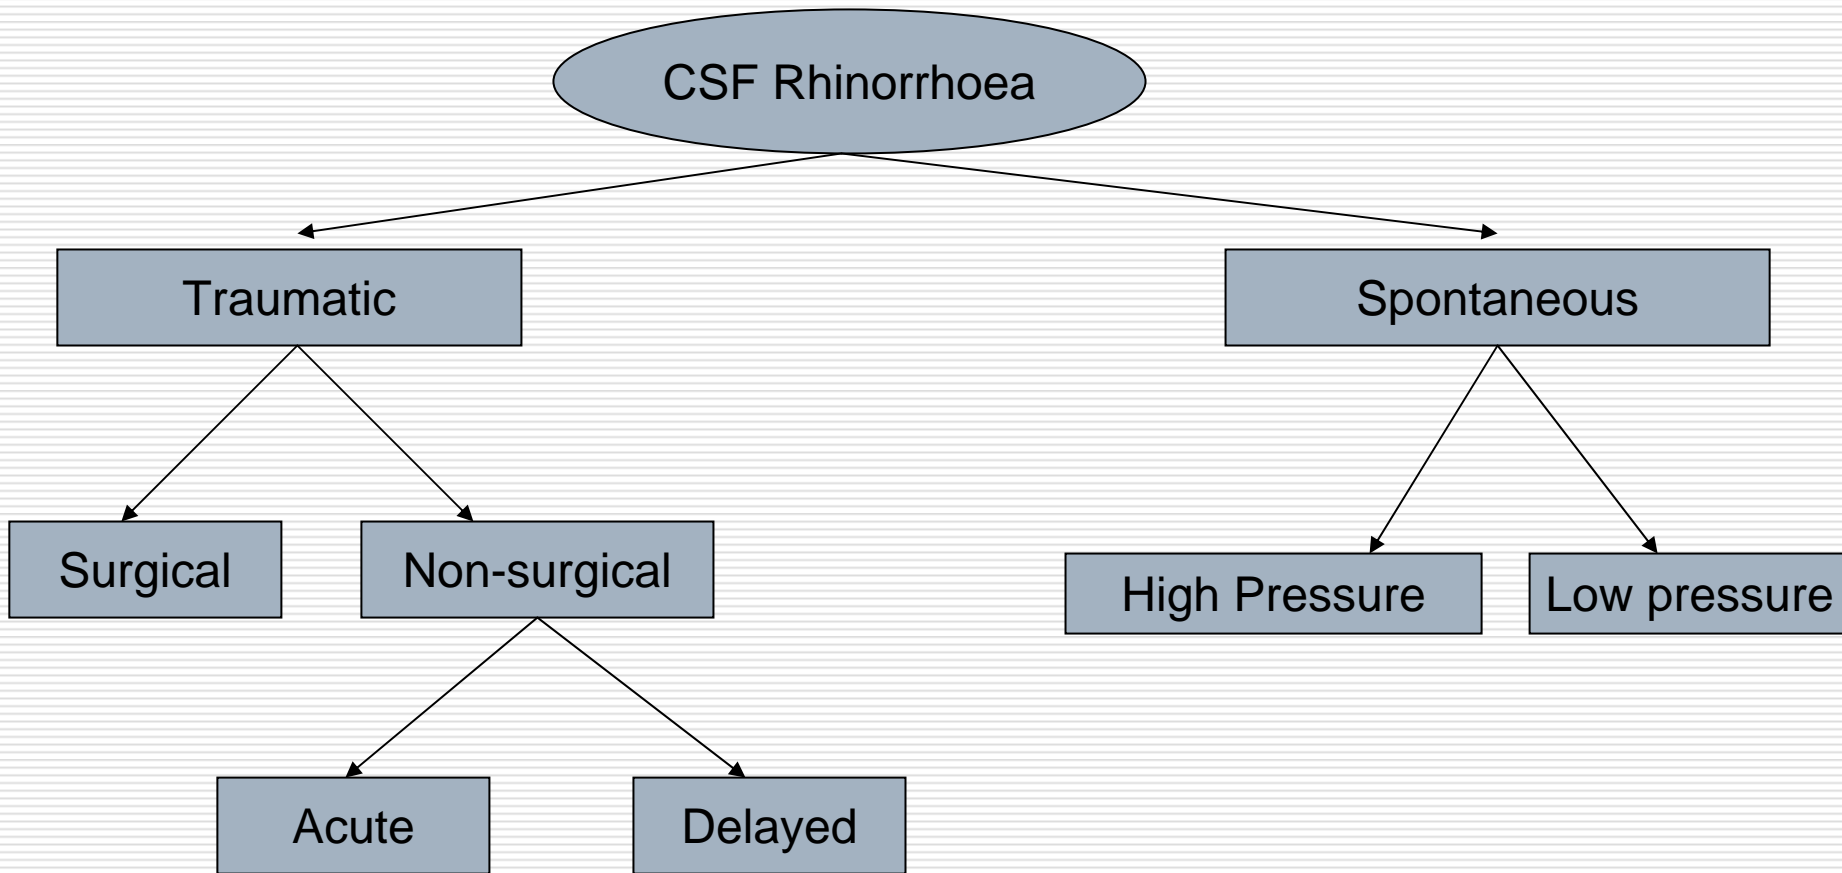 CSF Rhinorrhoea
Traumatic
Spontaneous
Surgical
Non-surgical
High Pressure
Low pressure
Acute
Delayed